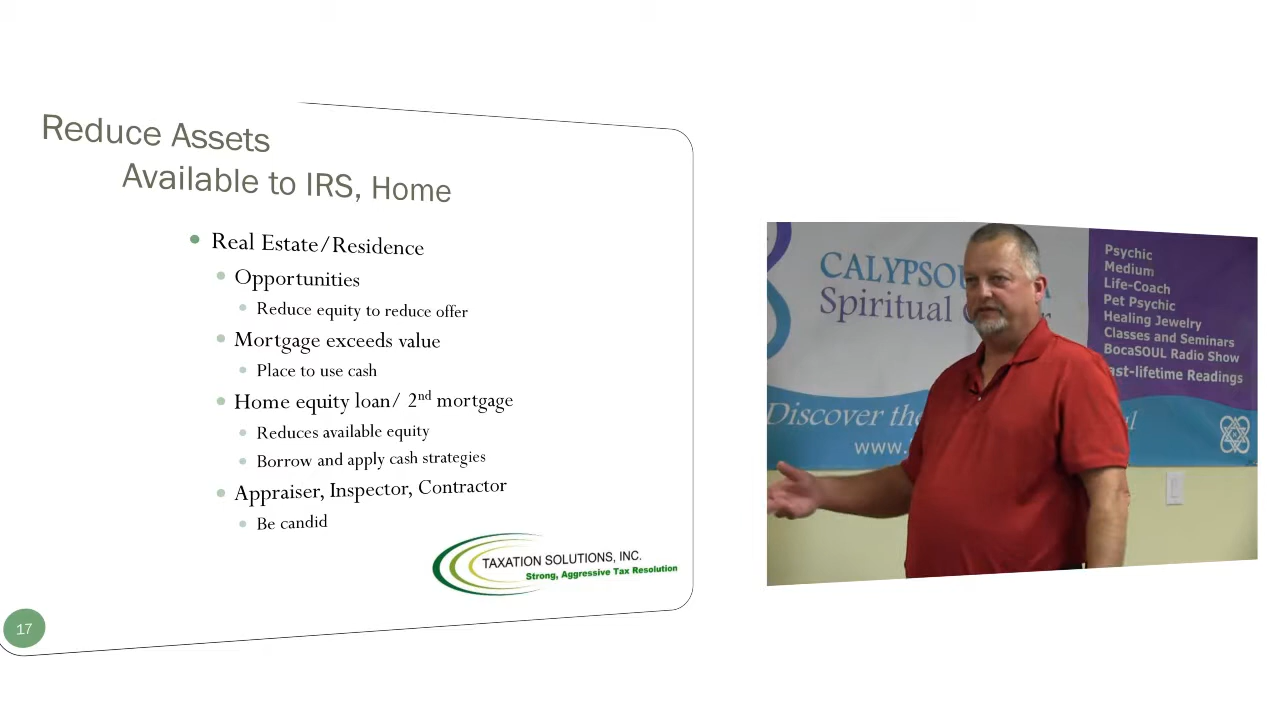 Reduce Assets
Available to IRS, Home
Real Estate/Residence
Opportunities
Reduce equity to reduce offer
Mortgage exceeds value
Place to use cash
Home equity loan/ 2nd mortgage
Reduces available equity
Borrow and apply cash strategies
Appraiser, Inspector, Contractor
Be candid
TAXATION SOLUTIONS, INC.
Strong, Aggressive Tax Resolution
17
CALYPSO
Spiritual
Discover the
www.
Psychic
Medium
Life-Coach
Pet Psychic
Healing Jewelry
Classes and Seminars
BocaSOUL Radio Show
ast-lifetime Readings